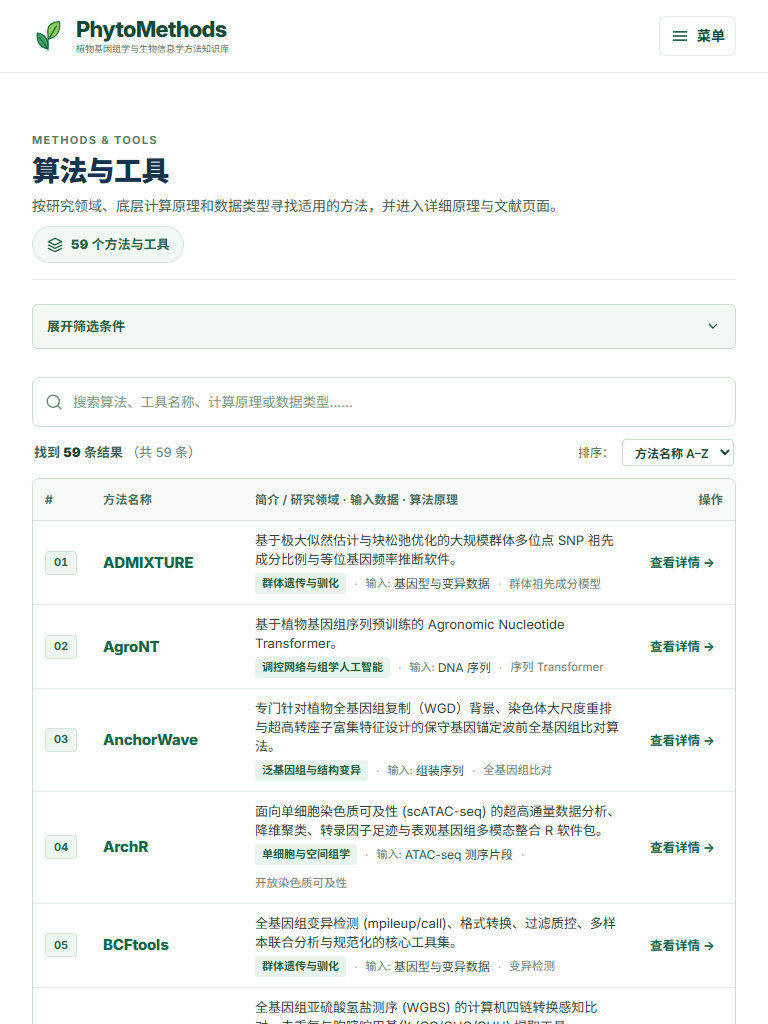 PhytoMethods
植物基因组学与生物信息学方法知识库
菜单
METHODS & TOOLS
算法与工具
按研究领域、底层计算原理和数据类型寻找适用的方法，并进入详细原理与文献页面。
59 个方法与工具
展开筛选条件
搜索算法、工具名称、计算原理或数据类型……
找到 59 条结果 （共 59 条） 排序： 方法名称 A–Z
# 方法名称 简介 / 研究领域 · 输入数据 · 算法原理 操作
01 ADMIXTURE
基于极大似然估计与块松弛优化的大规模群体多位点 SNP 祖先
成分比例与等位基因频率推断软件。
群体遗传与驯化 · 输入: 基因型与变异数据 · 群体祖先成分模型
查看详情 →
02 AgroNT
基于植物基因组序列预训练的 Agronomic Nucleotide
Transformer。
调控网络与组学人工智能 · 输入: DNA 序列 · 序列 Transformer
查看详情 →
03 AnchorWave
专门针对植物全基因组复制（WGD）背景、染色体大尺度重排
与超高转座子富集特征设计的保守基因锚定波前全基因组比对算
法。
泛基因组与结构变异 · 输入: 组装序列 · 全基因组比对
查看详情 →
04 ArchR
面向单细胞染色质可及性 (scATAC-seq) 的超高通量数据分析、
降维聚类、转录因子足迹与表观基因组多模态整合 R 软件包。
单细胞与空间组学 · 输入: ATAC-seq 测序片段 ·
开放染色质可及性
查看详情 →
05 BCFtools
全基因组变异检测 (mpileup/call)、格式转换、过滤质控、多样
本联合分析与规范化的核心工具集。
群体遗传与驯化 · 输入: 基因型与变异数据 · 变异检测
查看详情 →
全基因组亚硫酸氢盐测序 (WGBS) 的计算机四链转换感知比